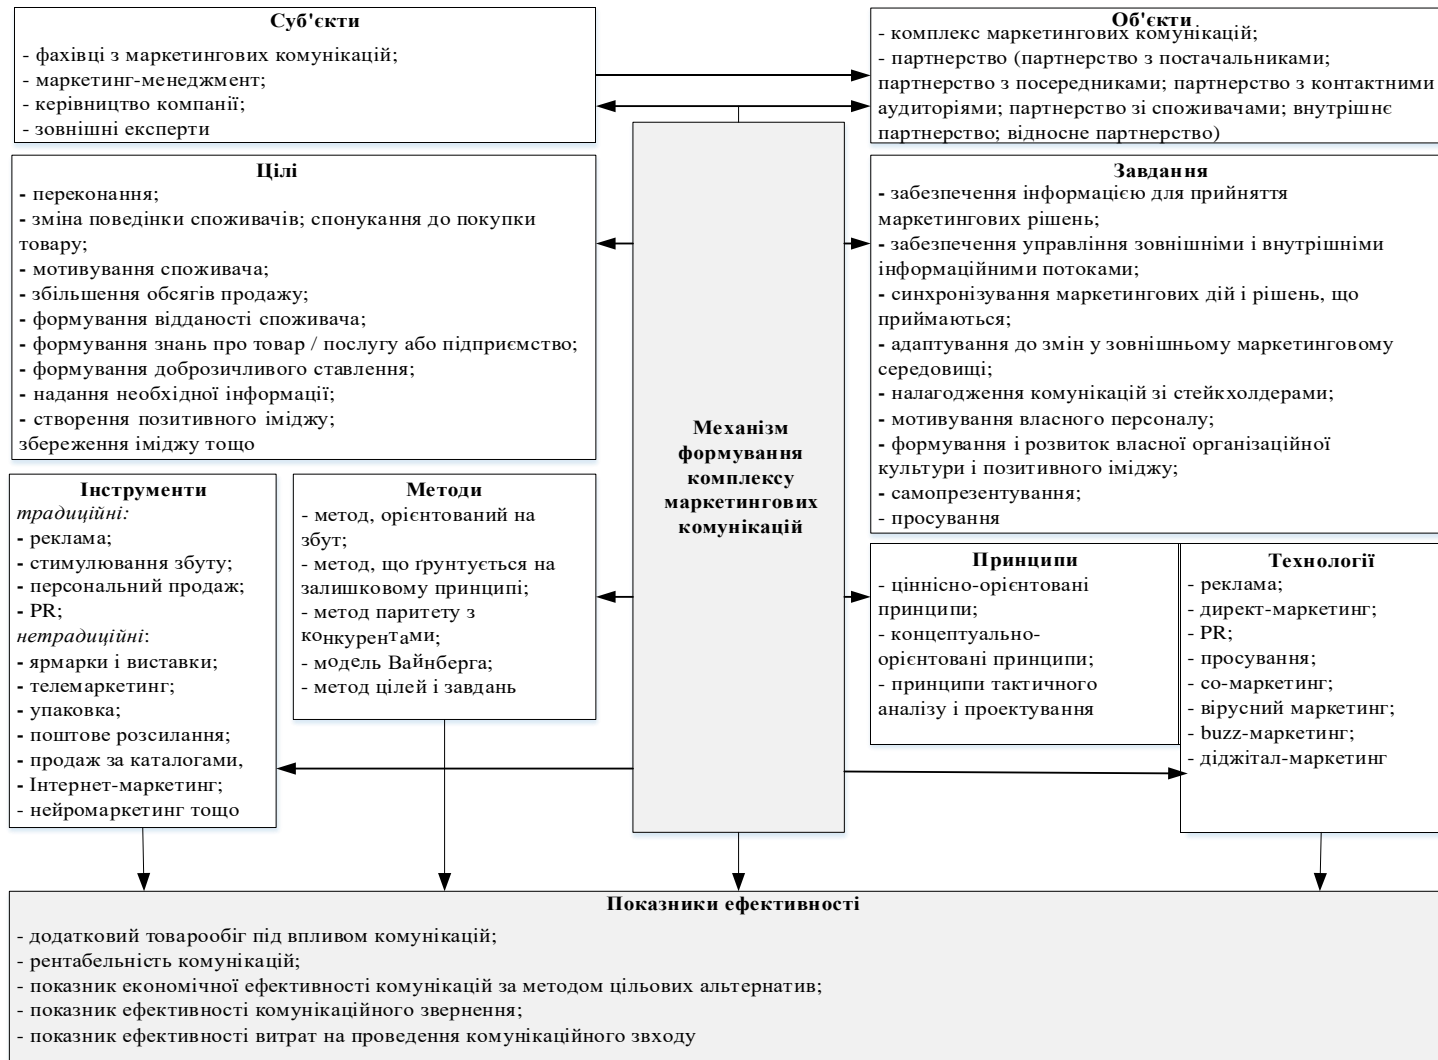 Суб'єкти
- фахівці з маркетингових комунікацій;
- маркетинг-менеджмент;
- керівництво компанії;
- зовнішні експерти
Об'єкти
- комплекс маркетингових комунікацій;
- партнерство (партнерство з постачальниками;
партнерство з посередниками; партнерство з контактними
аудиторіями; партнерство зі споживачами; внутрішнє
партнерство; відносне партнерство)
Цілі
- переконання;
- зміна поведінки споживачів; спонукання до покупки
товару;
- мотивування споживача;
- збільшення обсягів продажу;
- формування відданості споживача;
- формування знань про товар / послугу або підприємство;
- формування доброзичливого ставлення;
- надання необхідної інформації;
- створення позитивного іміджу;
збереження іміджу тощо
Механізм
формування
комплексу
маркетингових
комунікацій
Завдання
- забезпечення інформацією для прийняття
маркетингових рішень;
- забезпечення управління зовнішніми і внутрішніми
інформаційними потоками;
- синхронізування маркетингових дій і рішень, що
приймаються;
- адаптування до змін у зовнішньому маркетинговому
середовищі;
- налагодження комунікацій зі стейкхолдерами;
- мотивування власного персоналу;
- формування і розвиток власної організаційної
культури і позитивного іміджу;
- самопрезентування;
- просування
Інструменти
традиційні:
- реклама;
- стимулювання збуту;
- персональний продаж;
- PR;
нетрадиційні:
- ярмарки і виставки;
- телемаркетинг;
- упаковка;
- поштове розсилання;
- продаж за каталогами,
- Інтернет-маркетинг;
- нейромаркетинг тощо
Методи
- метод, орієнтований на
збут;
- метод, що ґрунтується на
залишковому принципі;
- метод паритету з
конкурентами;
- модель Вайнберга;
- метод цілей і завдань
Принципи
- ціннісно-орієнтовані
принципи;
- концептуально-
орієнтовані принципи;
- принципи тактичного
аналізу і проектування
Технології
- реклама;
- директ-маркетинг;
- PR;
- просування;
- со-маркетинг;
- вірусний маркетинг;
- buzz-маркетинг;
- діджітал-маркетинг
Показники ефективності
- додатковий товарообіг під впливом комунікацій;
- рентабельність комунікацій;
- показник економічної ефективності комунікацій за методом цільових альтернатив;
- показник ефективності комунікаційного звернення;
- показник ефективності витрат на проведення комунікаційного звходу